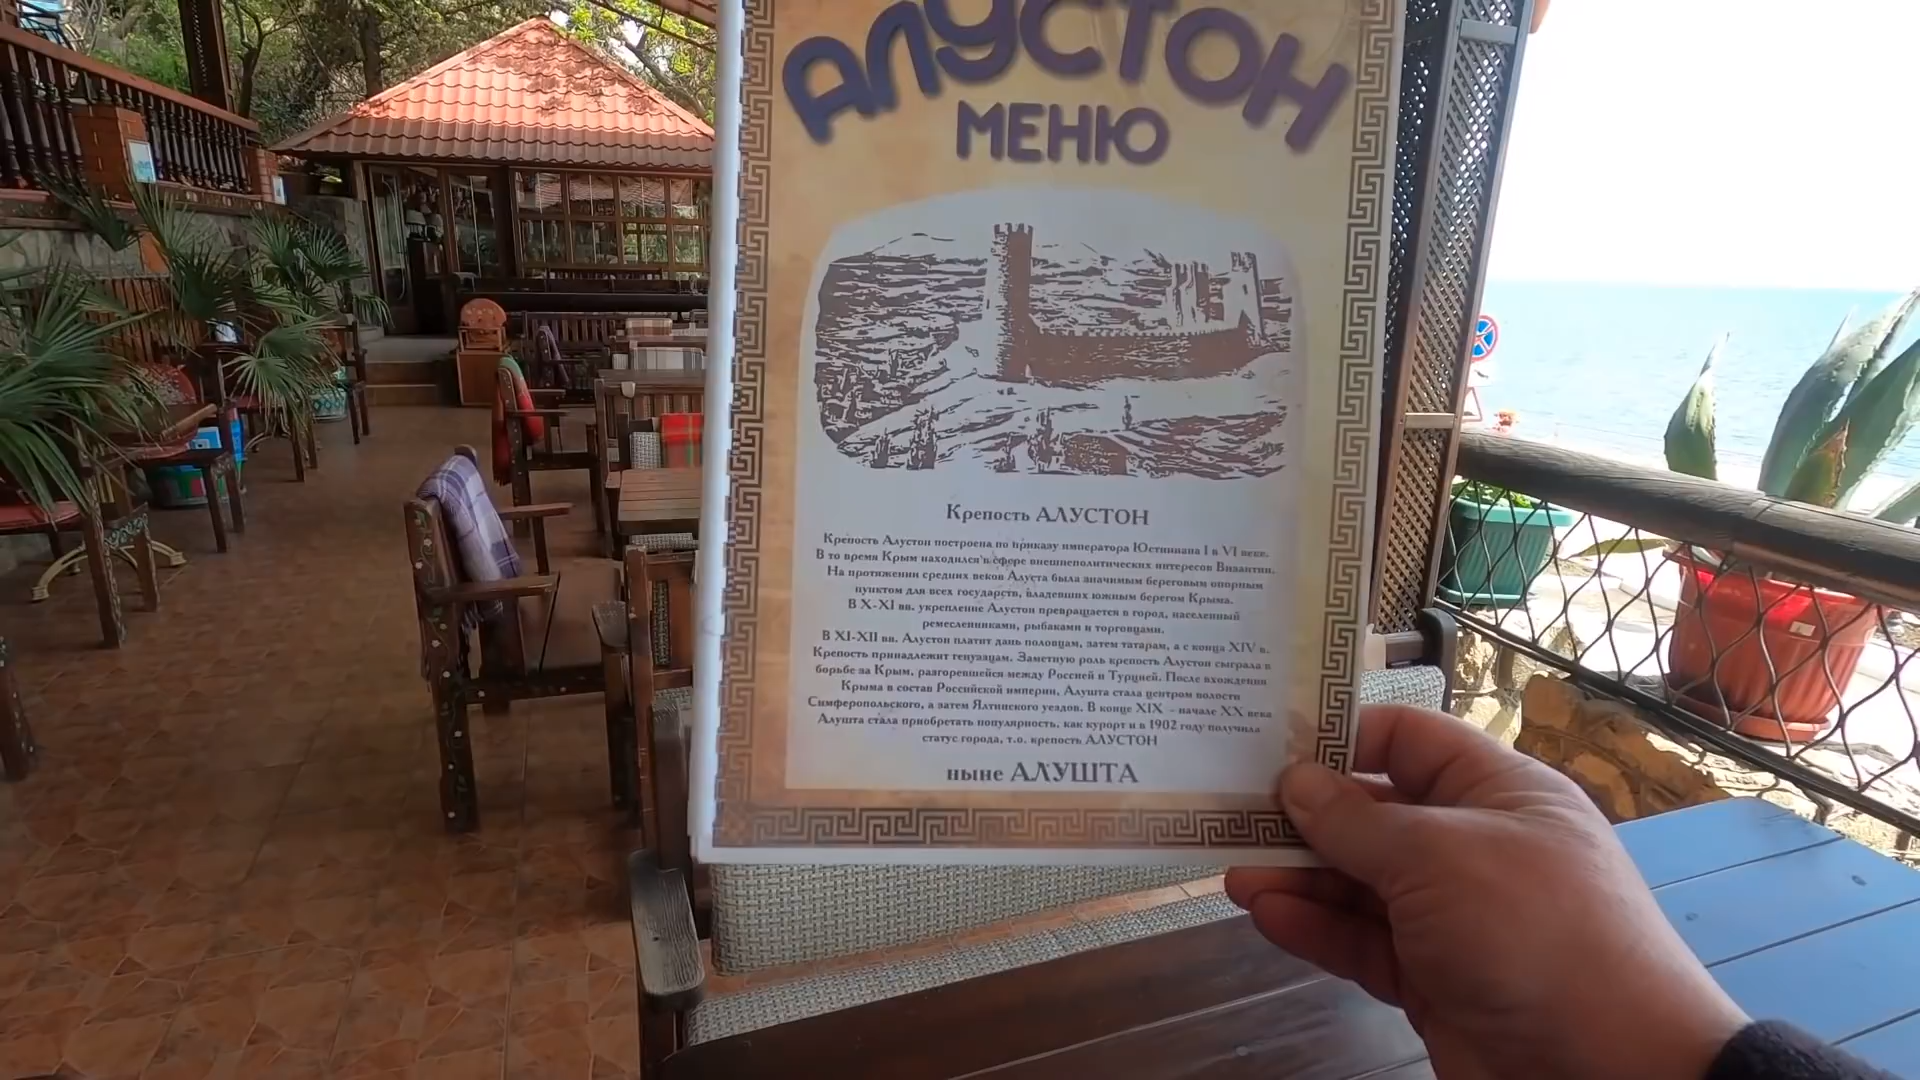 АЛУСТОН
МЕНЮ
Крепость АЛУСТОН
Крепость Алустон построена по приказу императора Юстиниана I в VI веке.
В то время Крым находился в сфере внешнеполитических интересов Византии.
На протяжении средних веков Алуста была значимым береговым опорным
пунктом для всех государств, владевших южным берегом Крыма.
В X-XI вв. укрепление Алустон превращается в город, населенный
ремесленниками, рыбаками и торговцами.
В XI-XII вв. Алустон платит дань половцам, затем татарам, а с конца XIV в.
Крепость принадлежит генуэзцам. Заметную роль крепость Алустон сыграла в
борьбе за Крым, разгоревшейся между Россией и Турцией. После вхождения
Крыма в состав Российской империи, Алушта стала центром волости
Симферопольского, а затем Ялтинского уездов. В конце XIX - начале XX века
Алушта стала приобретать популярность, как курорт и в 1902 году получила
статус города, т.о. крепость АЛУСТОН
ныне АЛУШТА